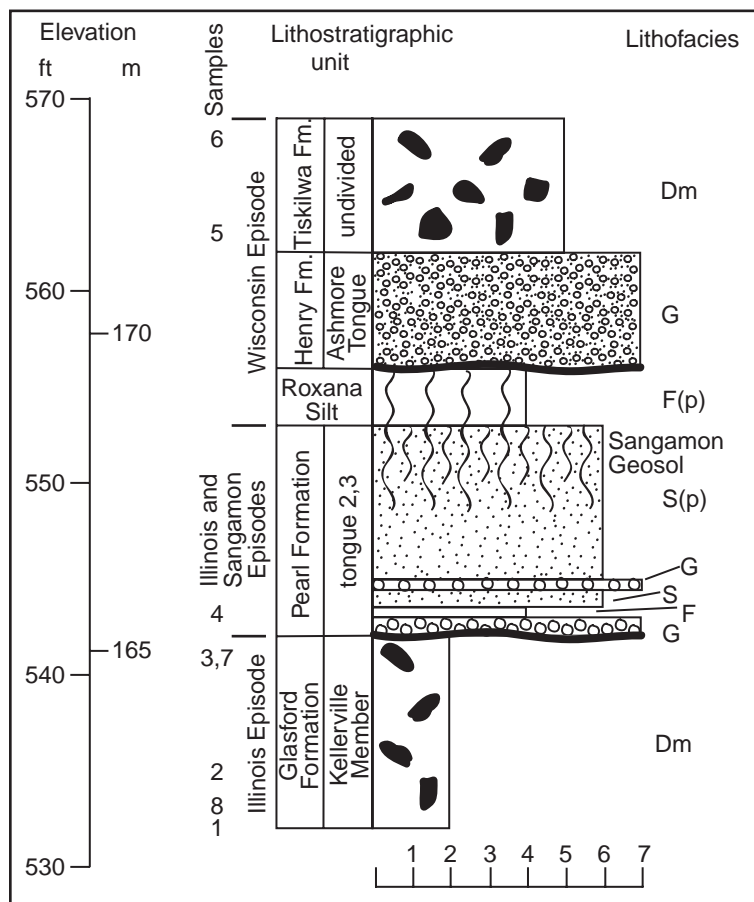 Elevation
ft m
Samples
Lithostratigraphic
unit
Lithofacies
570
560
550
540
530
170
165
6
5
4
3,7
2
8
1
Wisconsin Episode
Illinois and
Sangamon
Episodes
Illinois Episode
Tiskilwa Fm.
undivided
Henry Fm.
Ashmore
Tongue
Roxana
Silt
Pearl Formation
tongue 2,3
Glasford
Formation
Kellerville
Member
Dm
G
F(p)
Sangamon
Geosol
S(p)
G
S
F
G
Dm
1 2 3 4 5 6 7